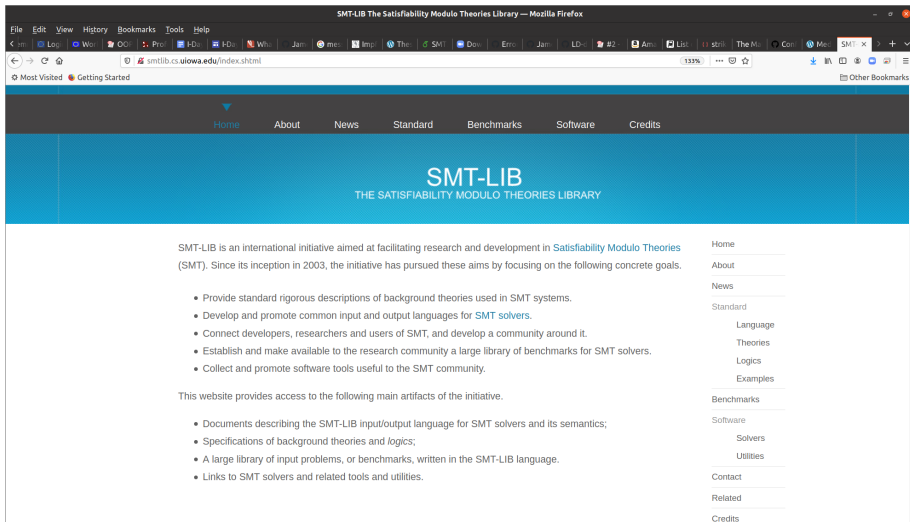 SMT-LIB The Satisfiability Modulo Theories Library — Mozilla Firefox
File Edit View History Bookmarks Tools Help
SMT-
smtlib.cs.uiowa.edu/index.shtml
133%
Most Visited Getting Started Other Bookmarks
Home About News Standard Benchmarks Software Credits
SMT-LIB
THE SATISFIABILITY MODULO THEORIES LIBRARY
SMT-LIB is an international initiative aimed at facilitating research and development in Satisfiability Modulo Theories
(SMT). Since its inception in 2003, the initiative has pursued these aims by focusing on the following concrete goals.
• Provide standard rigorous descriptions of background theories used in SMT systems.
• Develop and promote common input and output languages for SMT solvers.
• Connect developers, researchers and users of SMT, and develop a community around it.
• Establish and make available to the research community a large library of benchmarks for SMT solvers.
• Collect and promote software tools useful to the SMT community.
This website provides access to the following main artifacts of the initiative.
• Documents describing the SMT-LIB input/output language for SMT solvers and its semantics;
• Specifications of background theories and logics;
• A large library of input problems, or benchmarks, written in the SMT-LIB language.
• Links to SMT solvers and related tools and utilities.
Home
About
News
Standard
Language
Theories
Logics
Examples
Benchmarks
Software
Solvers
Utilities
Contact
Related
Credits